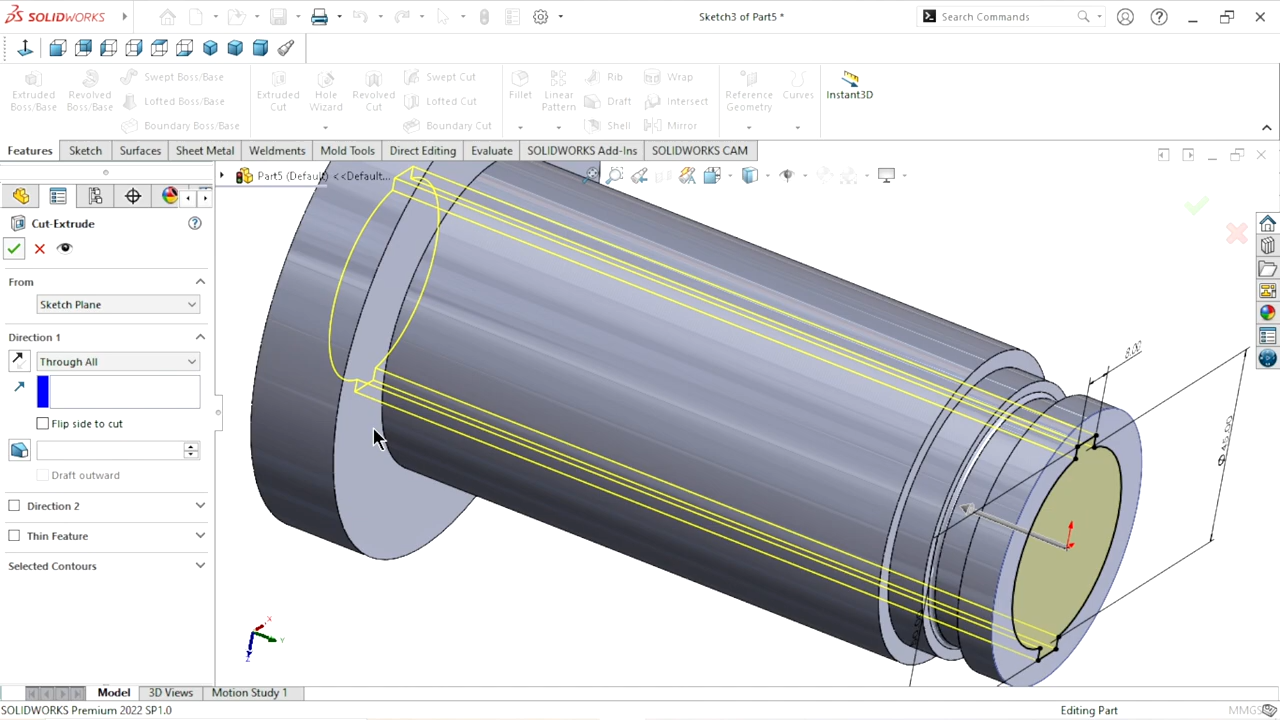 SOLIDWORKS
Sketch3 of Part5 *
Search Commands
Extruded Boss/Base
Revolved Boss/Base
Swept Boss/Base
Lofted Boss/Base
Boundary Boss/Base
Extruded Cut
Hole Wizard
Revolved Cut
Swept Cut
Lofted Cut
Boundary Cut
Fillet
Linear Pattern
Rib
Draft
Shell
Wrap
Intersect
Mirror
Reference Geometry
Curves
Instant3D
Features
Sketch
Surfaces
Sheet Metal
Weldments
Mold Tools
Direct Editing
Evaluate
SOLIDWORKS Add-Ins
SOLIDWORKS CAM
Part5 (Default) <<Default...
Cut-Extrude
From
Sketch Plane
Direction 1
Through All
Flip side to cut
Draft outward
Direction 2
Thin Feature
Selected Contours
8.00
Ø 45.00
X
Y
Z
Model
3D Views
Motion Study 1
SOLIDWORKS Premium 2022 SP1.0
Editing Part
MMGS